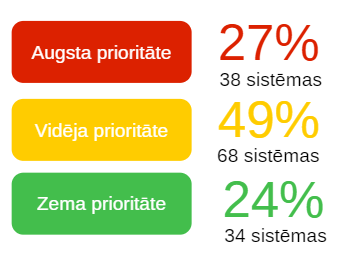 Augsta prioritāte
27%
38 sistēmas
Vidēja prioritāte
49%
68 sistēmas
Zema prioritāte
24%
34 sistēmas